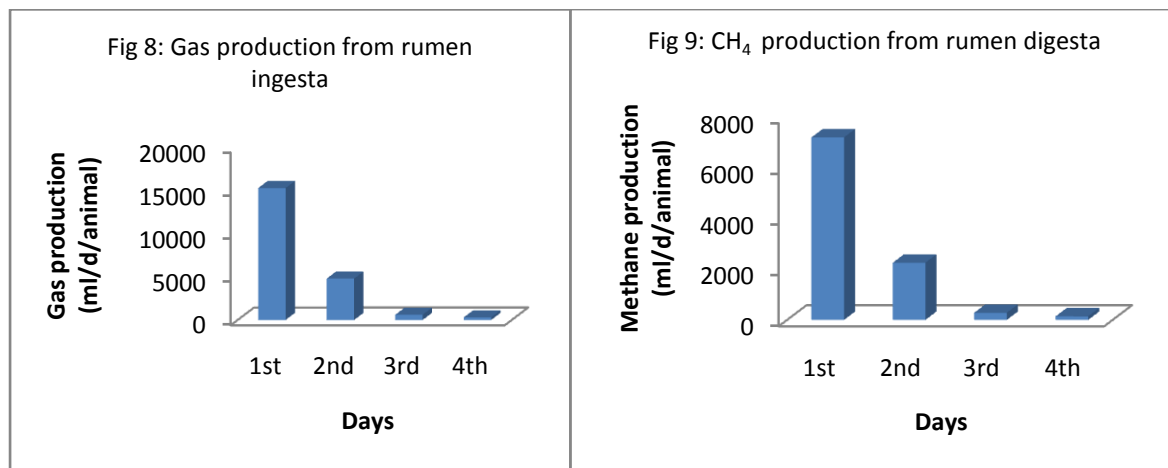 Fig 8: Gas production from rumen
ingesta
Gas production
(ml/d/animal)
20000
15000
10000
5000
0
1st 2nd 3rd 4th
Days
Fig 9: CH₄ production from rumen digesta
Methane production
(ml/d/animal)
8000
6000
4000
2000
0
1st 2nd 3rd 4th
Days